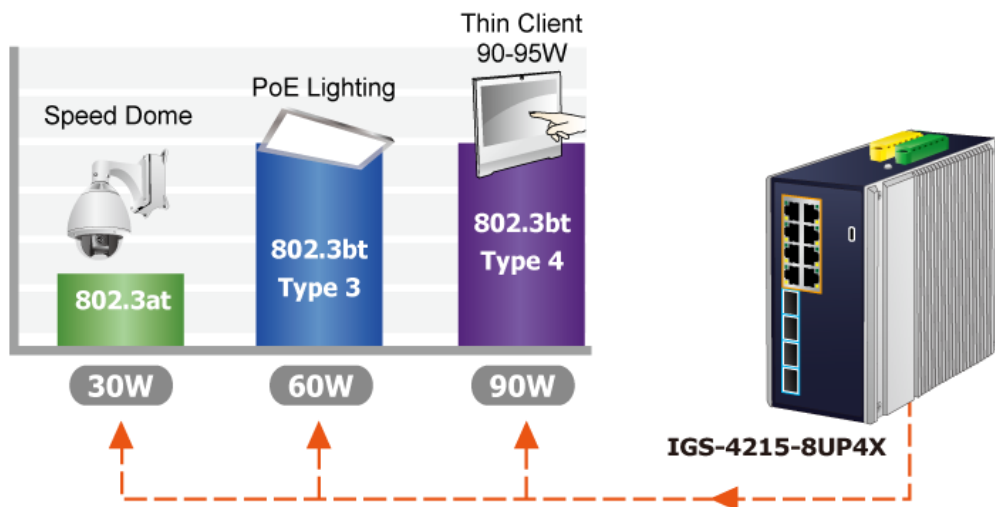 Thin Client
90-95W
PoE Lighting
Speed Dome
802.3at
802.3bt
Type 3
802.3bt
Type 4
30W
60W
90W
IGS-4215-8UP4X